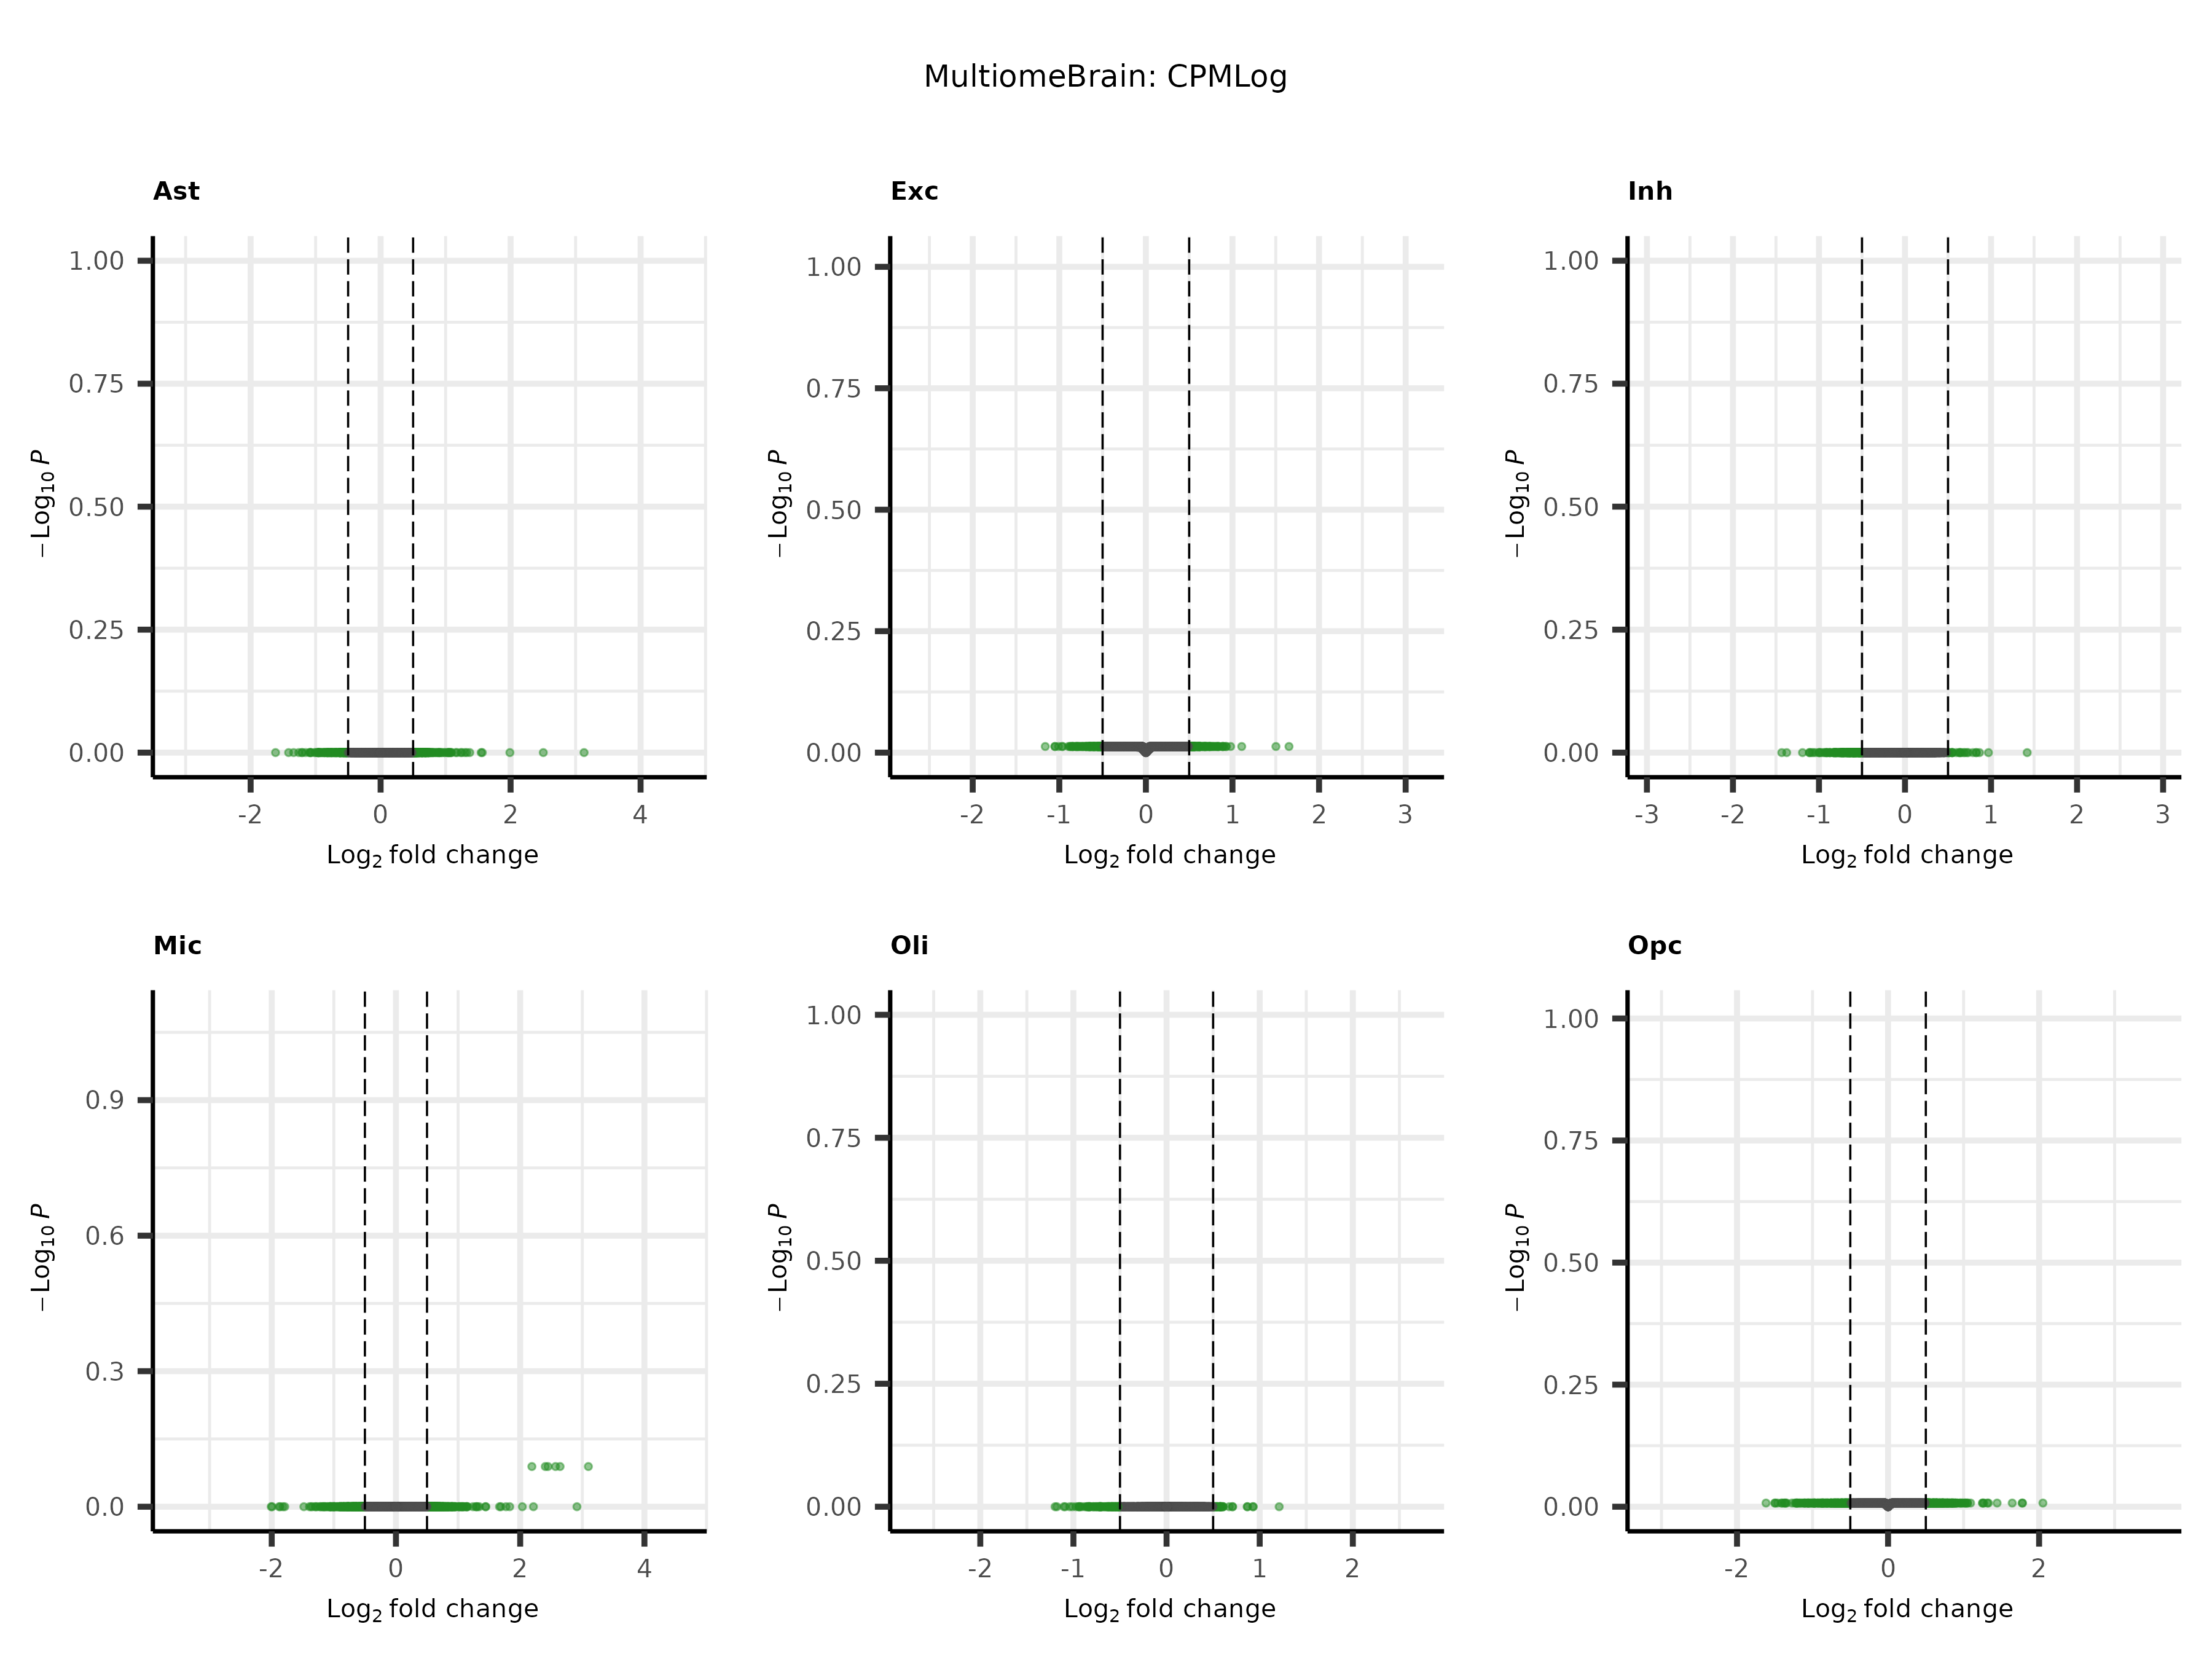 MultiomeBrain: CPMLog
Ast
−Log10 P
1.00
0.75
0.50
0.25
0.00
-2 0 2 4
Log2 fold change
Exc
−Log10 P
1.00
0.75
0.50
0.25
0.00
-2 -1 0 1 2 3
Log2 fold change
Inh
−Log10 P
1.00
0.75
0.50
0.25
0.00
-3 -2 -1 0 1 2 3
Log2 fold change
Mic
−Log10 P
0.9
0.6
0.3
0.0
-2 0 2 4
Log2 fold change
Oli
−Log10 P
1.00
0.75
0.50
0.25
0.00
-2 -1 0 1 2
Log2 fold change
Opc
−Log10 P
1.00
0.75
0.50
0.25
0.00
-2 0 2
Log2 fold change